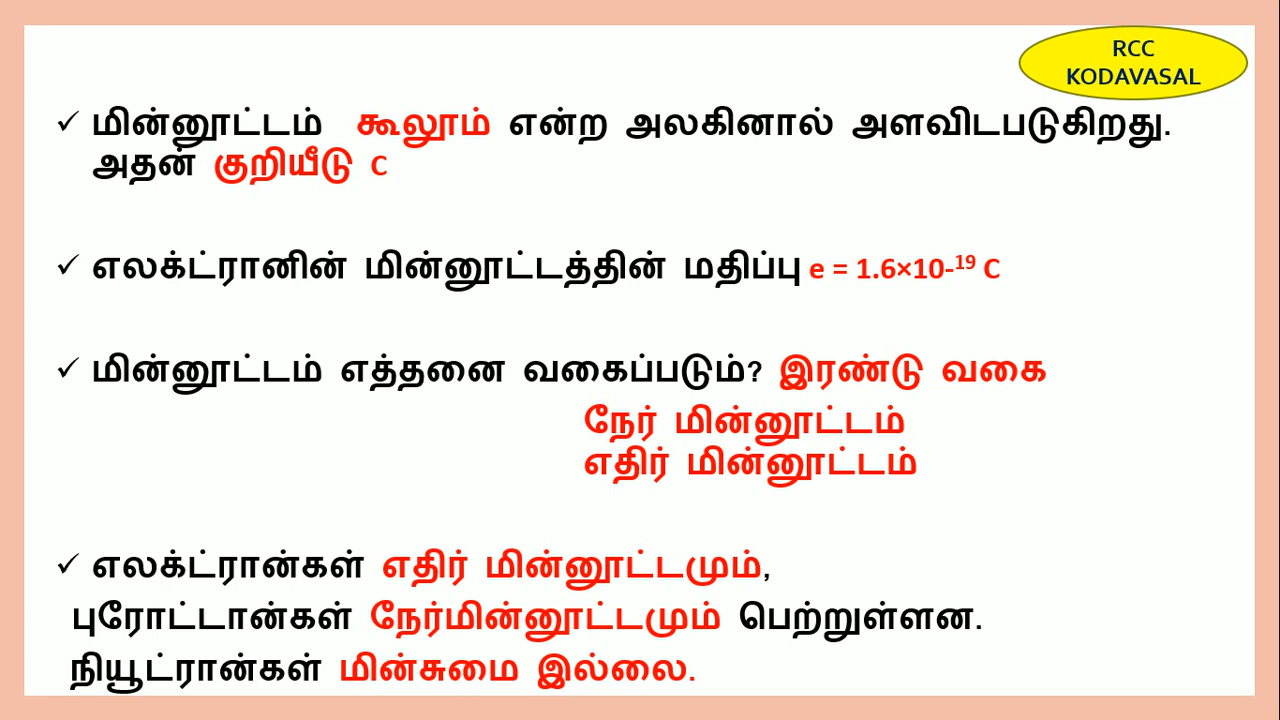 RCC
KODAVASAL
✓ மின்னூட்டம் கூலூம் என்ற அலகினால் அளவிடபடுகிறது.
அதன் குறியீடு C
✓ எலக்ட்ரானின் மின்னூட்டத்தின் மதிப்பு e = 1.6×10-¹⁹ C
✓ மின்னூட்டம் எத்தனை வகைப்படும்? இரண்டு வகை
நேர் மின்னூட்டம்
எதிர் மின்னூட்டம்
✓ எலக்ட்ரான்கள் எதிர் மின்னூட்டமும்,
புரோட்டான்கள் நேர்மின்னூட்டமும் பெற்றுள்ளன.
நியூட்ரான்கள் மின்சுமை இல்லை.